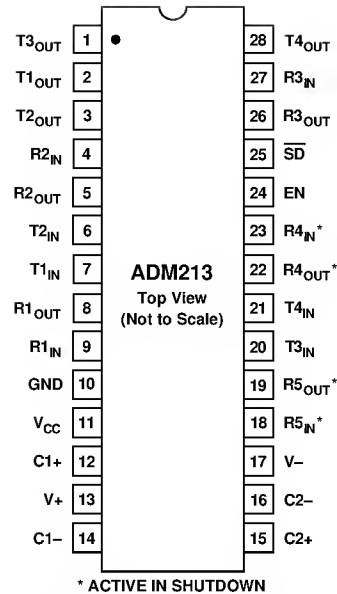 T3OUT 1 28 T4OUT
T1OUT 2 27 R3IN
T2OUT 3 26 R3OUT
R2IN 4 25 S̅D̅
R2OUT 5 24 EN
T2IN 6 23 R4IN*
T1IN 7 ADM213 22 R4OUT*
Top View
R1OUT 8 (Not to Scale) 21 T4IN
R1IN 9 20 T3IN
GND 10 19 R5OUT*
VCC 11 18 R5IN*
C1+ 12 17 V–
V+ 13 16 C2–
C1– 14 15 C2+
* ACTIVE IN SHUTDOWN